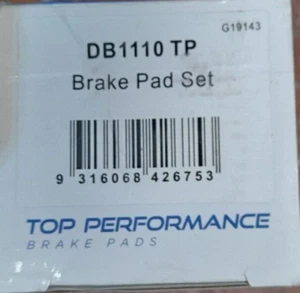 G19143
DB1110 TP
Brake Pad Set
9 316068 426753
TOP PERFORMANCE
BRAKE PADS